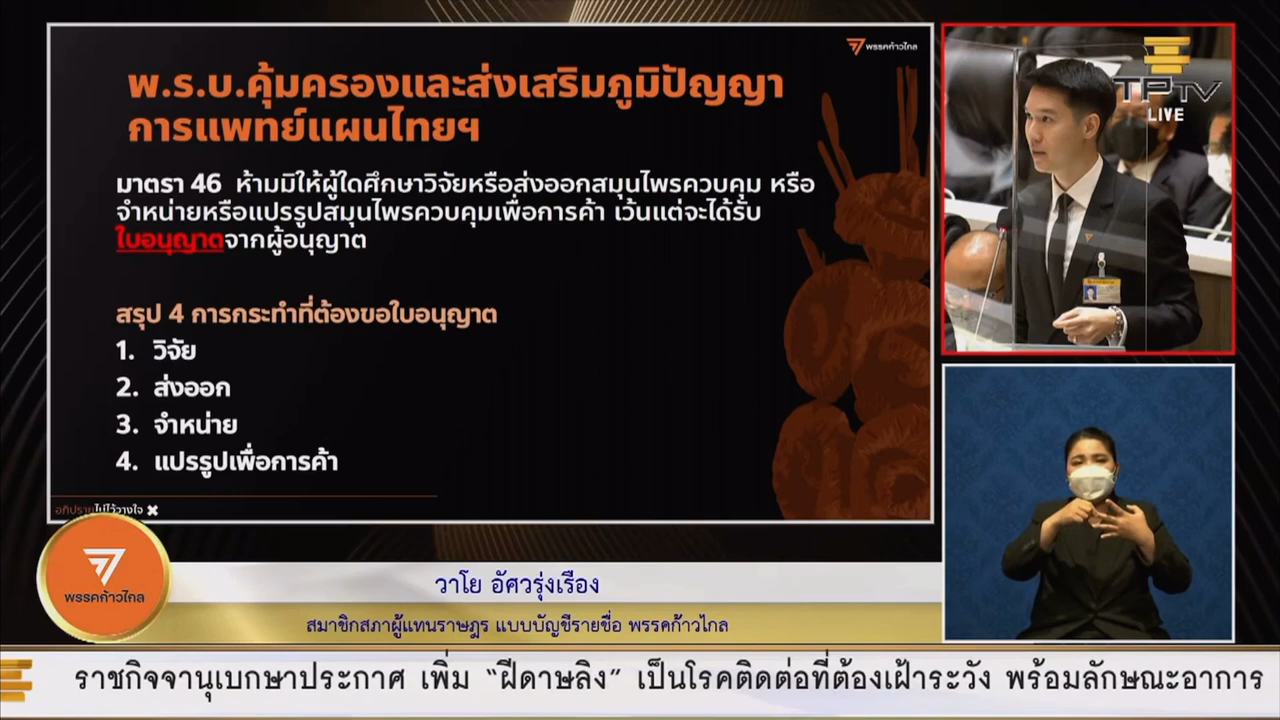 พรรคก้าวไกล
พ.ร.บ.คุ้มครองและส่งเสริมภูมิปัญญา
การแพทย์แผนไทยฯ
มาตรา 46 ห้ามมิให้ผู้ใดศึกษาวิจัยหรือส่งออกสมุนไพรควบคุม หรือ
จำหน่ายหรือแปรรูปสมุนไพรควบคุมเพื่อการค้า เว้นแต่จะได้รับ
ใบอนุญาตจากผู้อนุญาต
สรุป 4 การกระทำที่ต้องขอใบอนุญาต
1. วิจัย
2. ส่งออก
3. จำหน่าย
4. แปรรูปเพื่อการค้า
อภิปรายไม่ไว้วางใจ
TPTV
LIVE
พรรคก้าวไกล
วาโย อัศวรุ่งเรือง
สมาชิกสภาผู้แทนราษฎร แบบบัญชีรายชื่อ พรรคก้าวไกล
ราชกิจจานุเบกษาประกาศ เพิ่ม “ฝีดาษลิง” เป็นโรคติดต่อที่ต้องเฝ้าระวัง พร้อมลักษณะอาการ